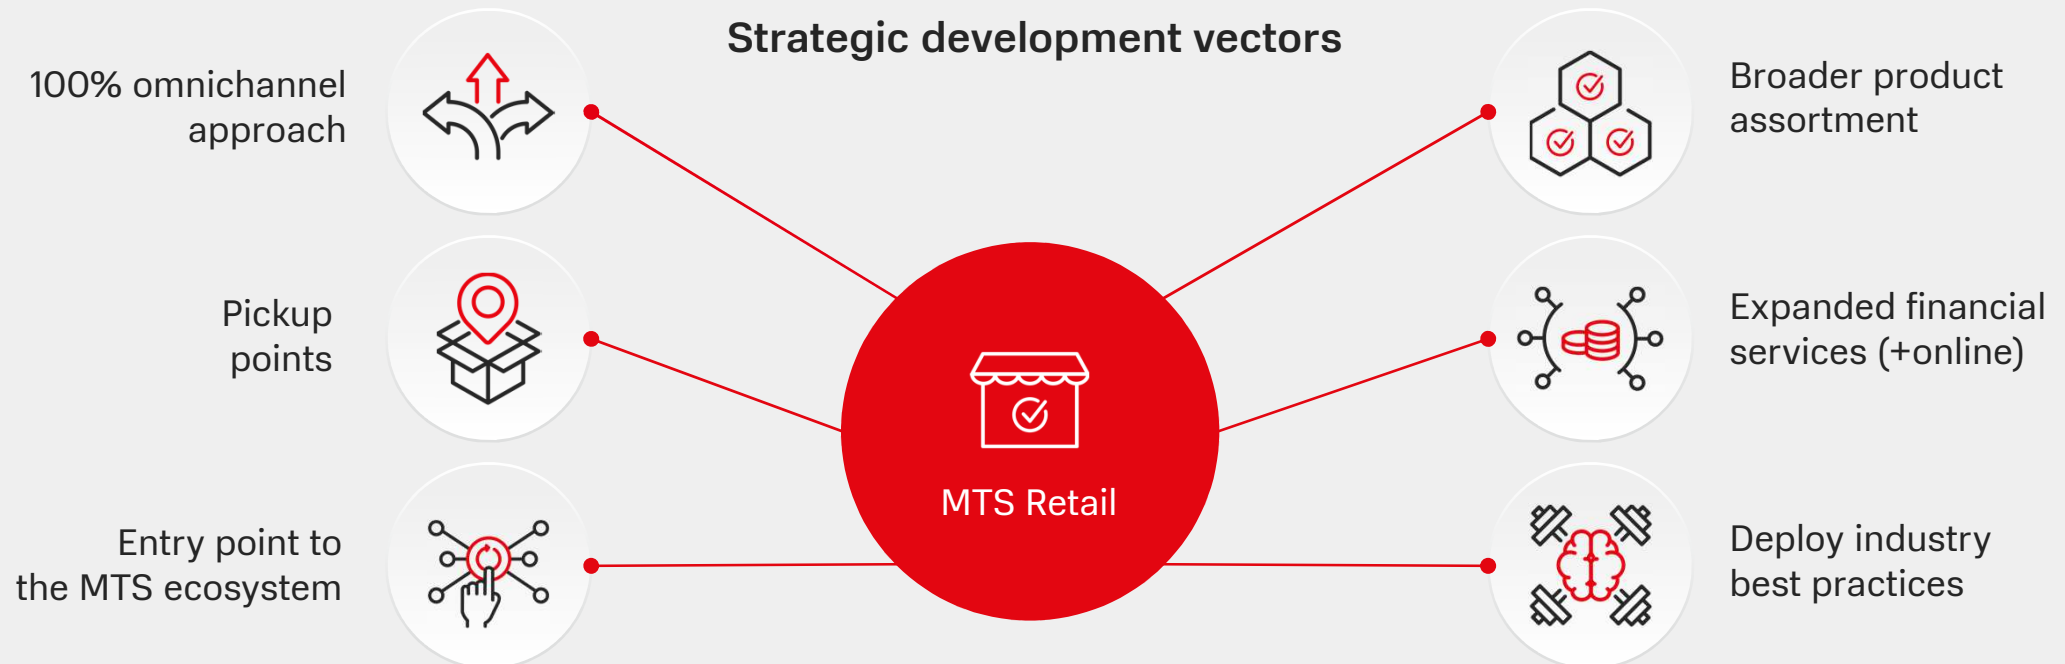 Strategic development vectors
100% omnichannel
approach
Pickup
points
Entry point to
the MTS ecosystem
MTS Retail
Broader product
assortment
Expanded financial
services (+online)
Deploy industry
best practices